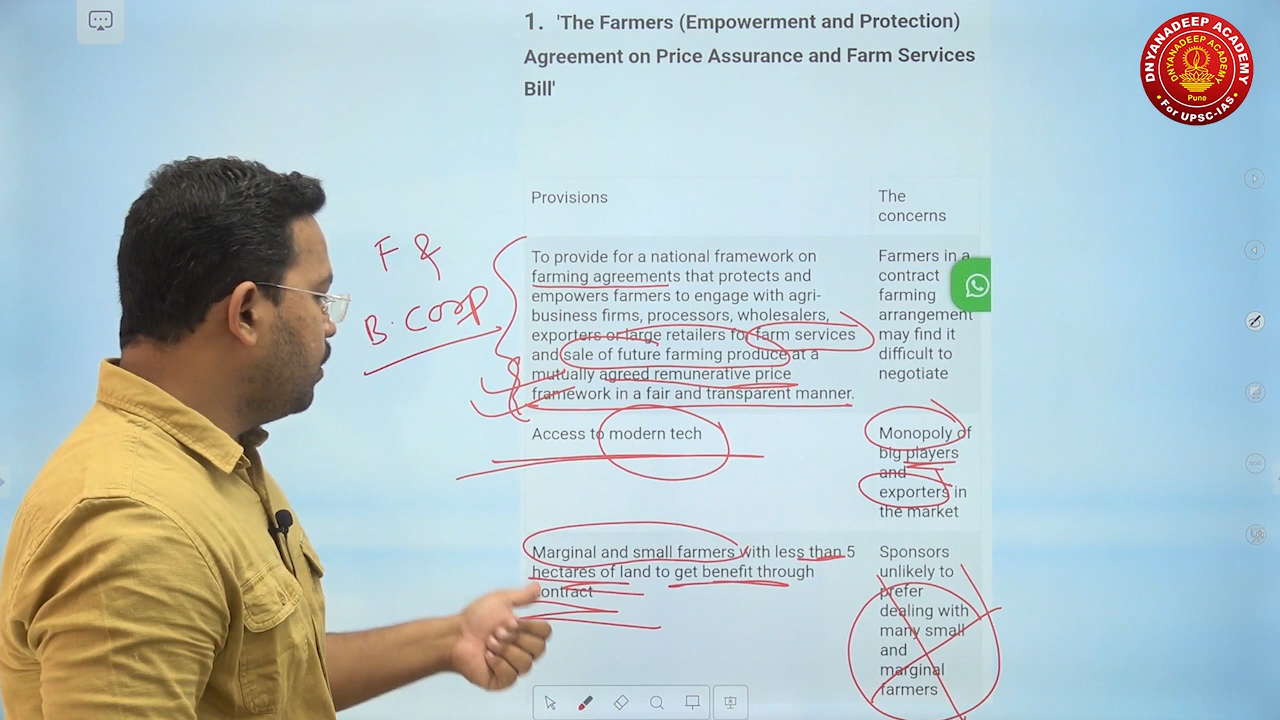 1. 'The Farmers (Empowerment and Protection)
Agreement on Price Assurance and Farm Services
Bill'
DNYANADEEP ACADEMY
DNYANADEEP ACADEMY
Pune
• For UPSC-IAS •
Provisions
The
concerns
F &
B. Corp
To provide for a national framework on
farming agreements that protects and
empowers farmers to engage with agri-
business firms, processors, wholesalers,
exporters or large retailers for farm services
and sale of future farming produce at a
mutually agreed remunerative price
framework in a fair and transparent manner.
Farmers in a
contract
farming
arrangement
may find it
difficult to
negotiate
Access to modern tech
Monopoly of
big players
and
exporters in
the market
Marginal and small farmers with less than 5
hectares of land to get benefit through
contract
Sponsors
unlikely to
prefer
dealing with
many small
and
marginal
farmers